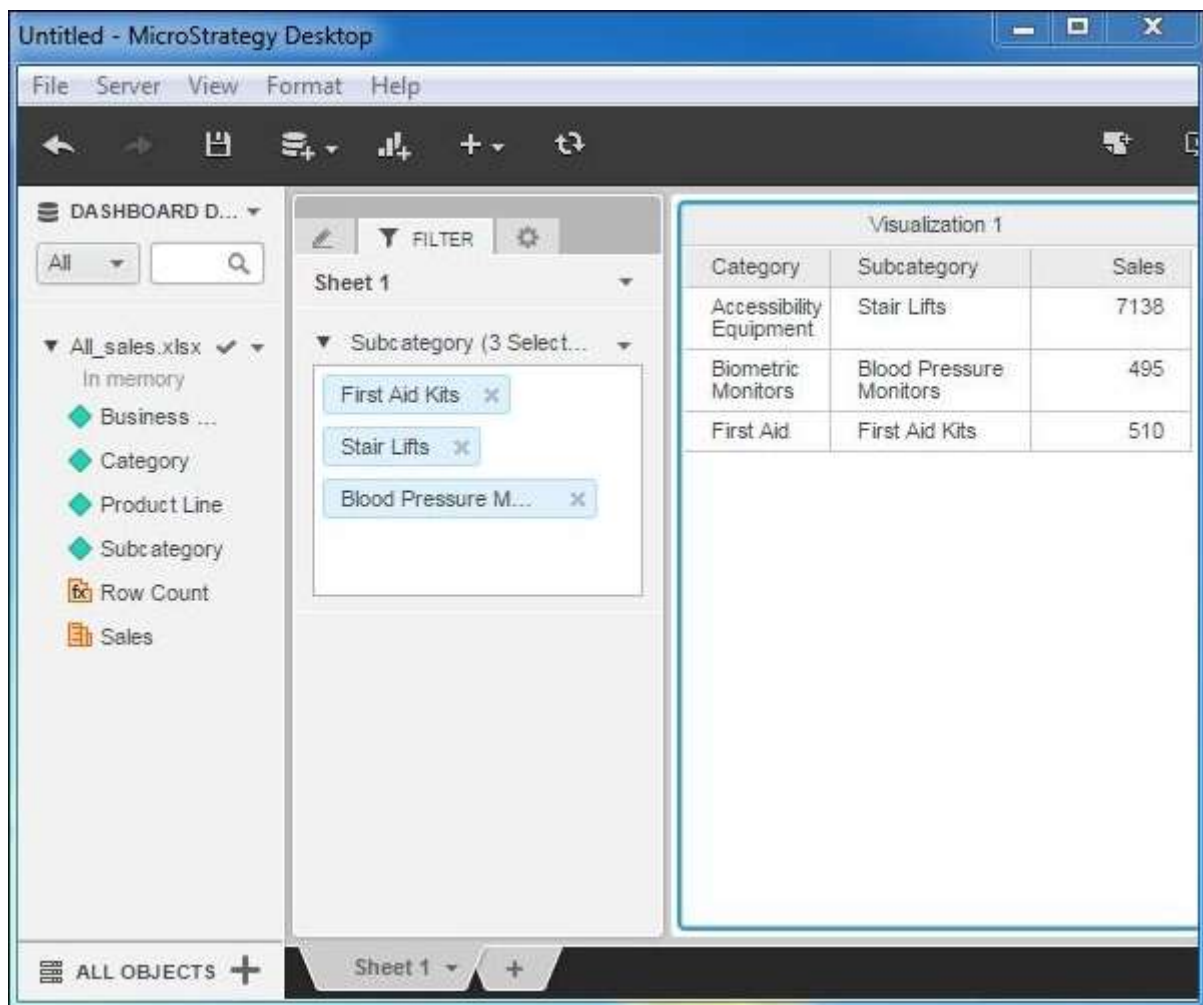 Untitled - MicroStrategy Desktop
File Server View Format Help
DASHBOARD D...
All
All_sales.xlsx
In memory
Business ...
Category
Product Line
Subcategory
Row Count
Sales
ALL OBJECTS
FILTER
Sheet 1
Subcategory (3 Select...
First Aid Kits
Stair Lifts
Blood Pressure M...
Visualization 1
Category Subcategory Sales
Accessibility Equipment Stair Lifts 7138
Biometric Monitors Blood Pressure Monitors 495
First Aid First Aid Kits 510
Sheet 1